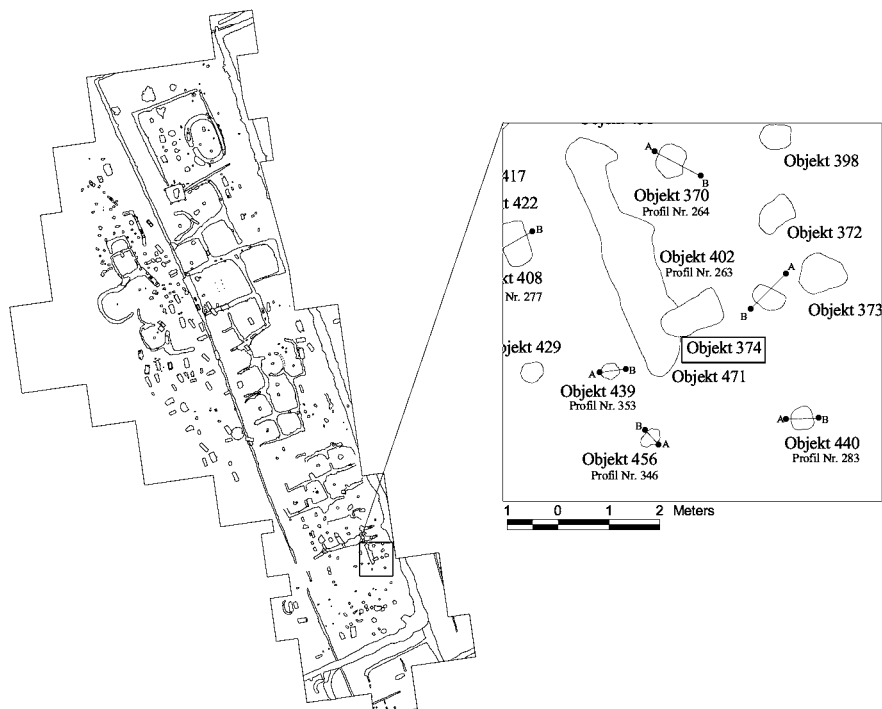 Objekt 398
417
Objekt 370
Profil Nr. 264
A
B
422
Objekt 372
B
Objekt 402
Profil Nr. 263
A
408
Nr. 277
Objekt 373
B
Objekt 374
Objekt 429
Objekt 471
A
B
Objekt 439
Profil Nr. 353
A
B
Objekt 440
Profil Nr. 283
B
A
Objekt 456
Profil Nr. 346
1 0 1 2 Meters